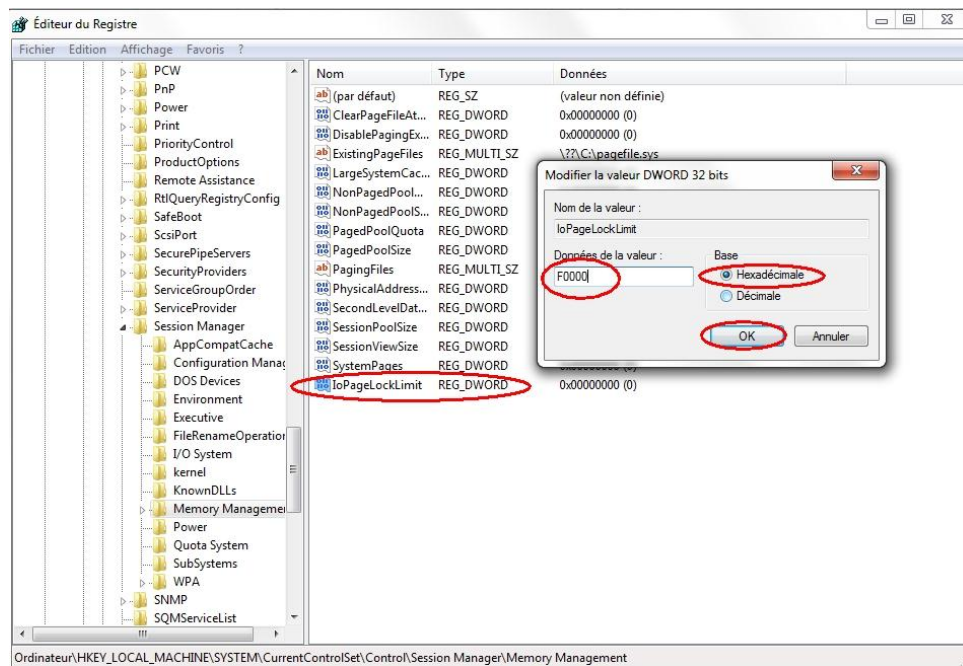 Éditeur du Registre
Fichier Edition Affichage Favoris ?
PCW
PnP
Power
Print
PriorityControl
ProductOptions
Remote Assistance
RtlQueryRegistryConfig
SafeBoot
ScsiPort
SecurePipeServers
SecurityProviders
ServiceGroupOrder
ServiceProvider
Session Manager
AppCompatCache
Configuration Manag
DOS Devices
Environment
Executive
FileRenameOperation
I/O System
kernel
KnownDLLs
Memory Managemen
Power
Quota System
SubSystems
WPA
SNMP
SQMServiceList
Nom Type Données
(par défaut) REG_SZ (valeur non définie)
ClearPageFileAt... REG_DWORD 0x00000000 (0)
DisablePagingEx... REG_DWORD 0x00000000 (0)
ExistingPageFiles REG_MULTI_SZ \??\C:\pagefile.sys
LargeSystemCac... REG_DWORD
NonPagedPool... REG_DWORD
NonPagedPoolS... REG_DWORD
PagedPoolQuota REG_DWORD
PagedPoolSize REG_DWORD
PagingFiles REG_MULTI_SZ
PhysicalAddress... REG_DWORD
SecondLevelDat... REG_DWORD
SessionPoolSize REG_DWORD
SessionViewSize REG_DWORD
SystemPages REG_DWORD
IoPageLockLimit REG_DWORD 0x00000000 (0)
Modifier la valeur DWORD 32 bits
Nom de la valeur :
IoPageLockLimit
Données de la valeur :
F0000
Base
Hexadécimale
Décimale
OK Annuler
Ordinateur\HKEY_LOCAL_MACHINE\SYSTEM\CurrentControlSet\Control\Session Manager\Memory Management